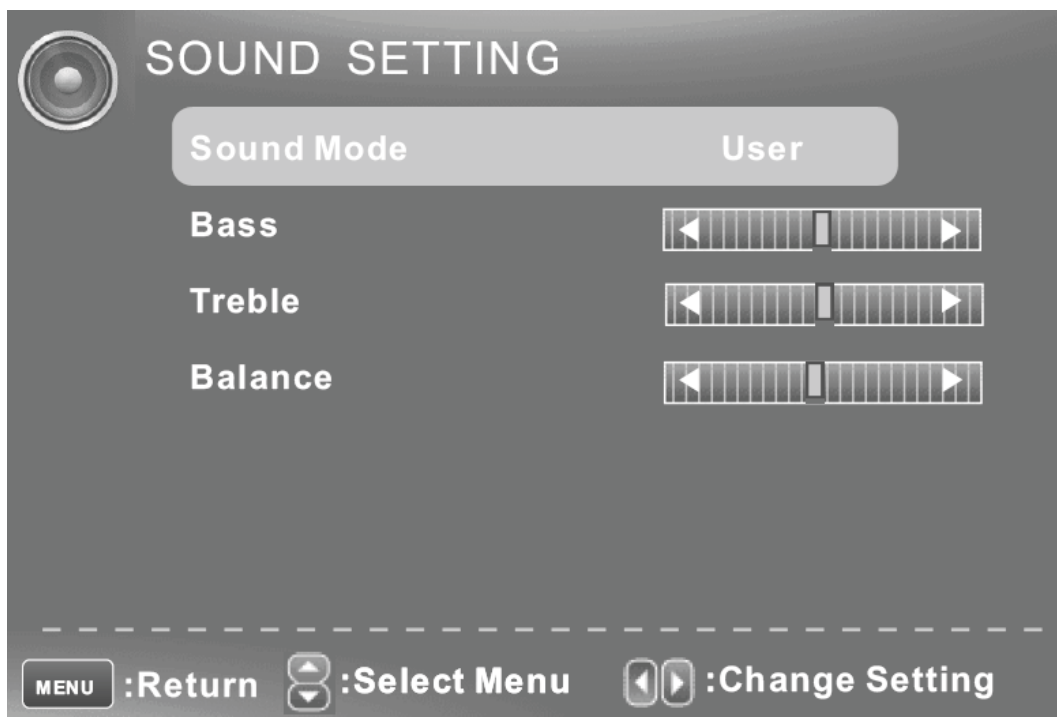 SOUND SETTING
Sound Mode User
Bass
Treble
Balance
MENU :Return :Select Menu :Change Setting